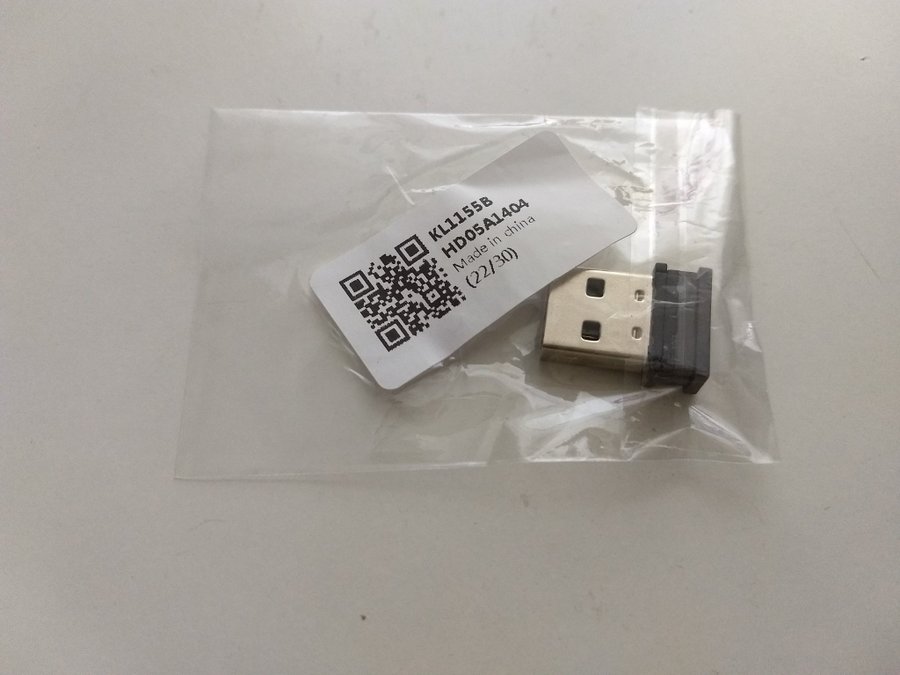 KL1155B
HD05A1404
Made in china
(22/30)